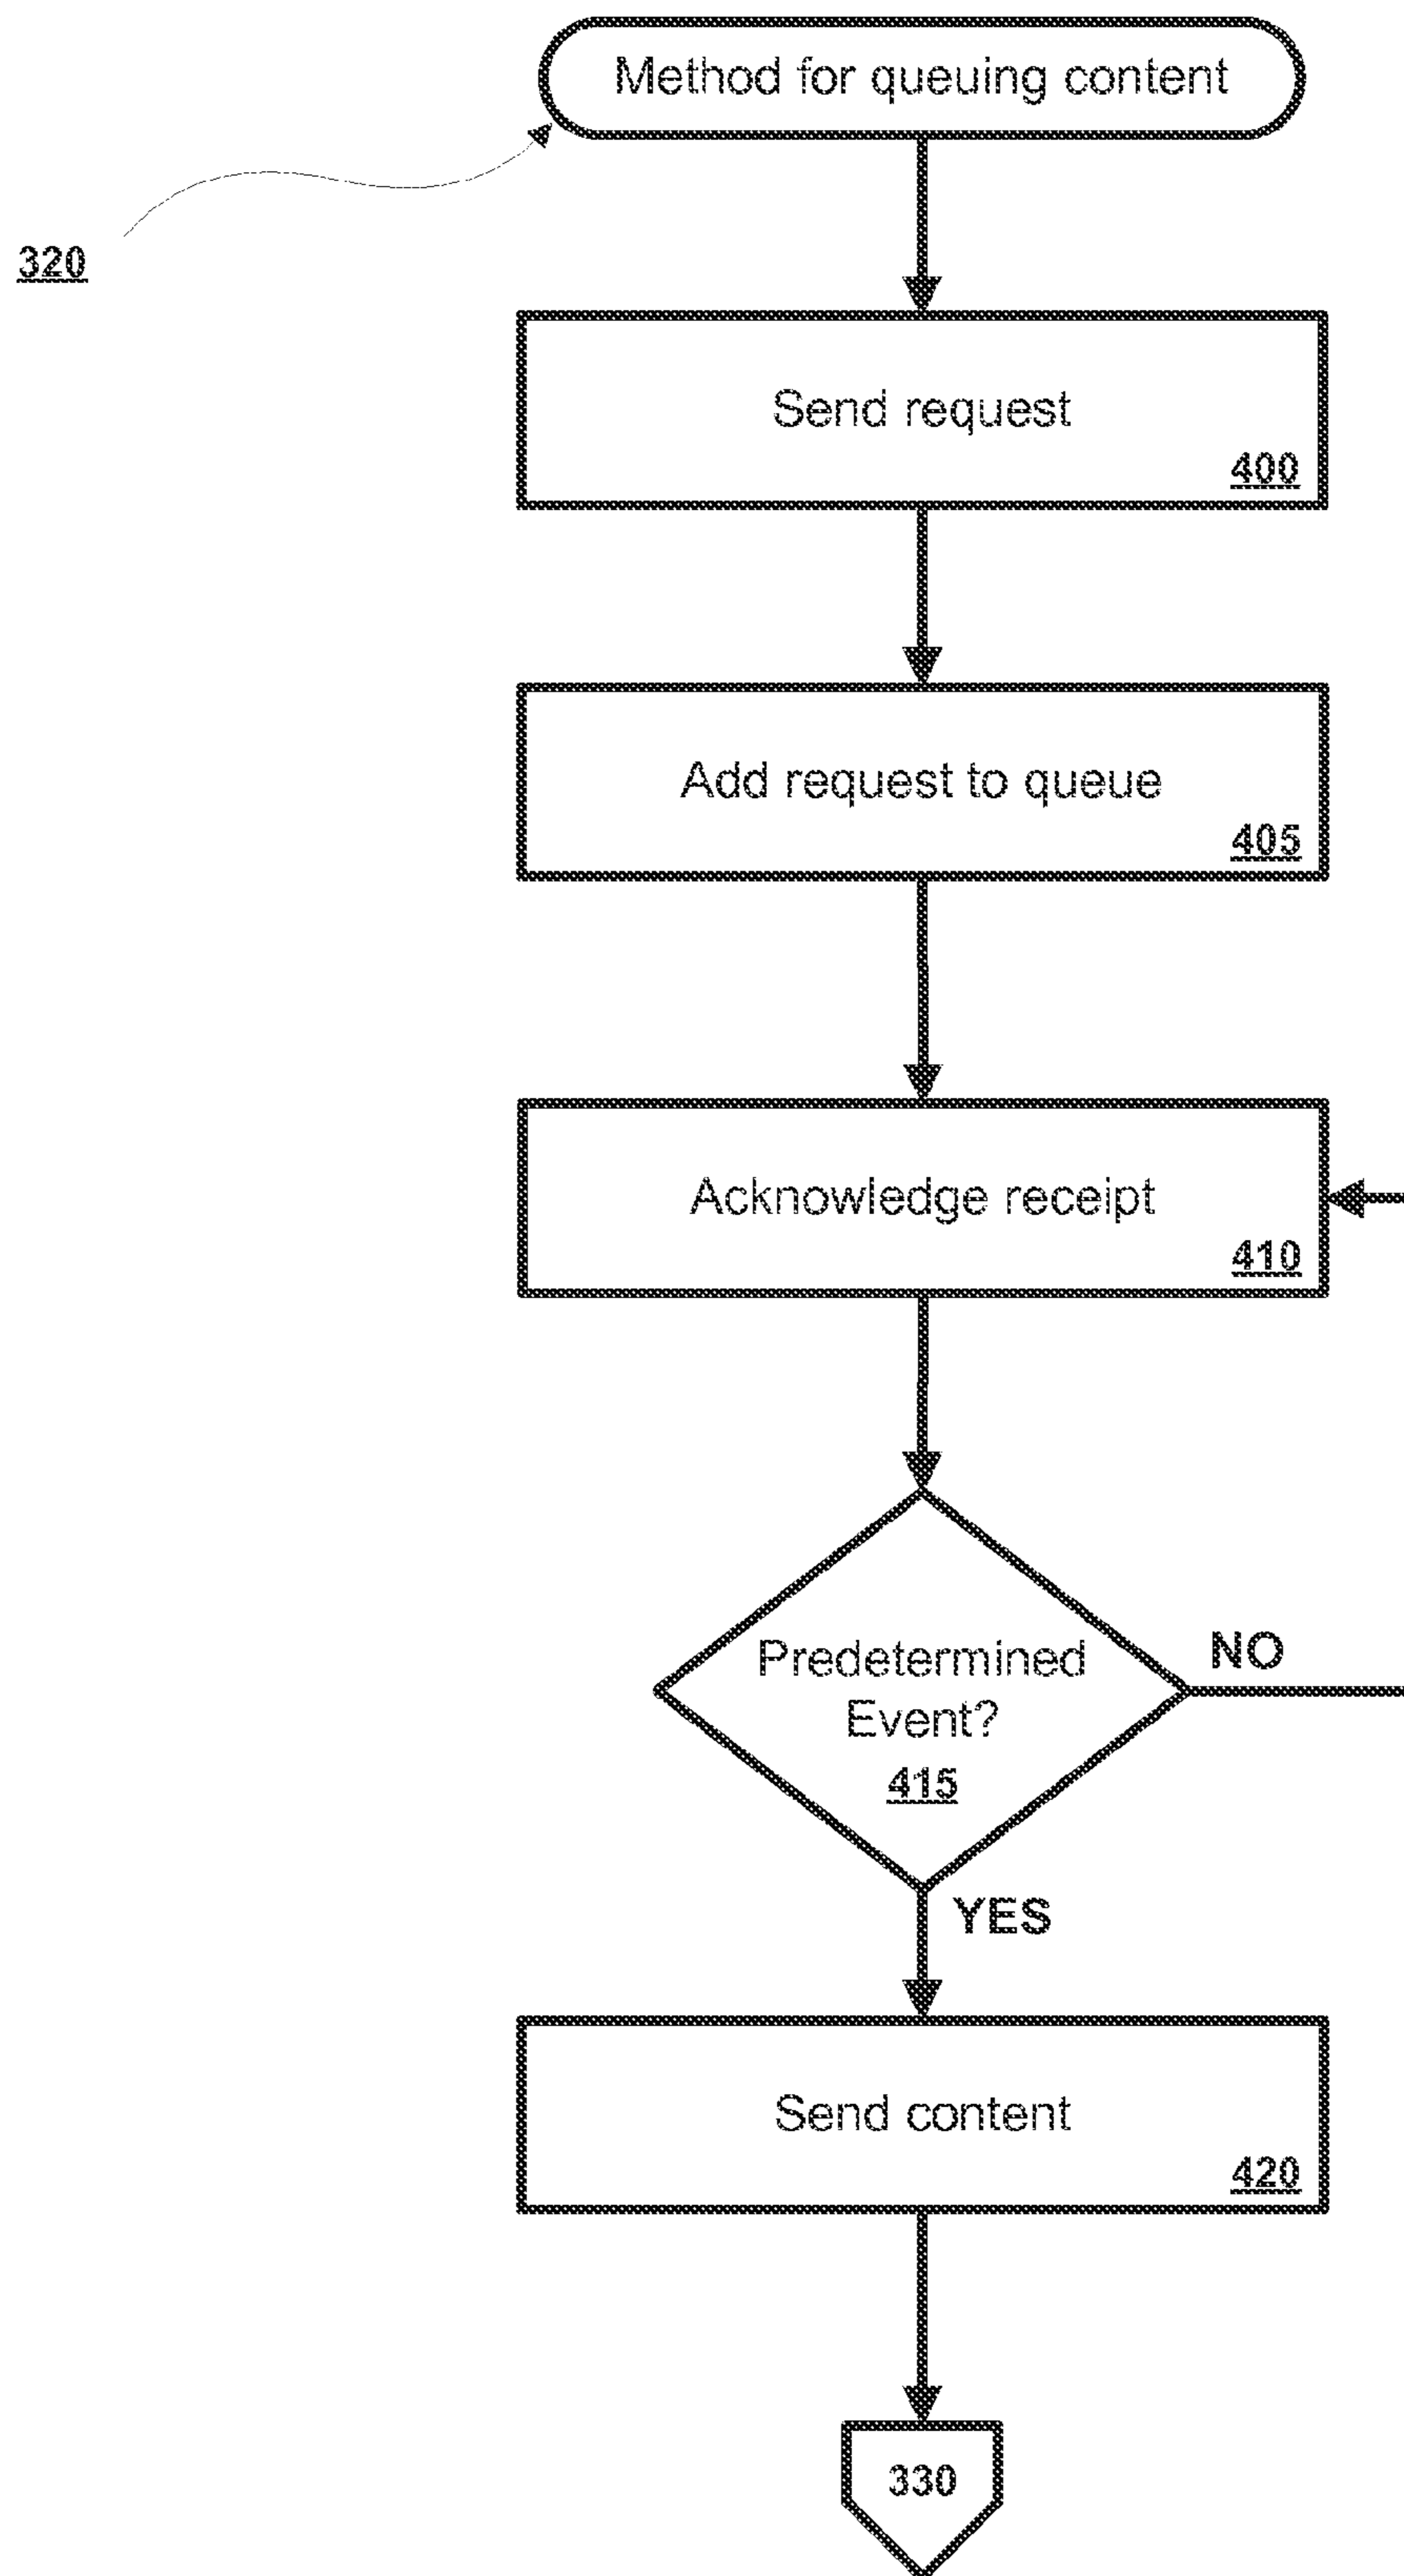 Method for queuing content
320
Send request
400
Add request to queue
405
Acknowledge receipt
410
Predetermined
Event?
415
NO
YES
Send content
420
330